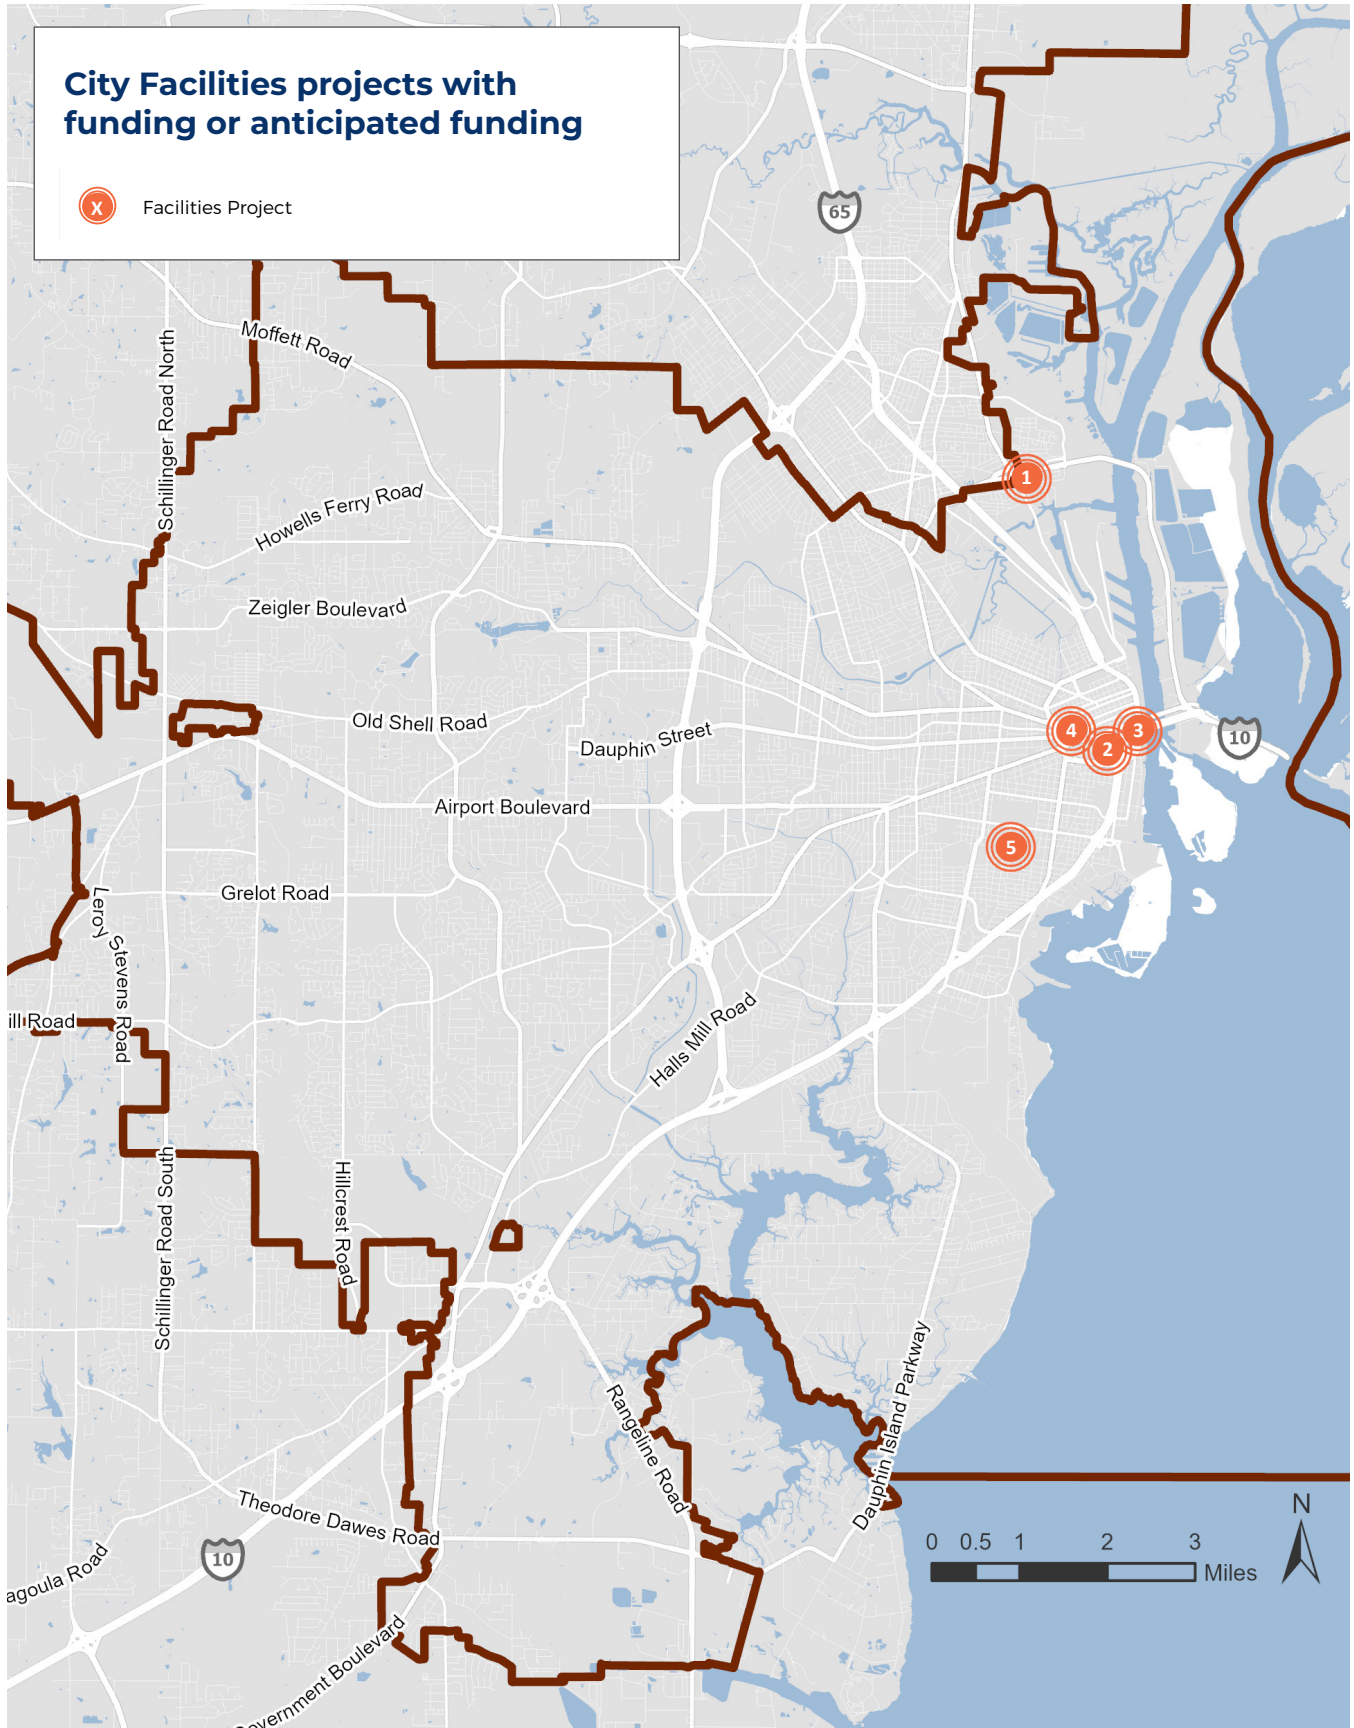 City Facilities projects with
funding or anticipated funding
X
Facilities Project
65
Moffett Road
Schillinger Road North
1
Howells Ferry Road
Zeigler Boulevard
Old Shell Road
Dauphin Street
4
3
2
10
Airport Boulevard
5
Grelot Road
Leroy Stevens Road
ill Road
Halls Mill Road
Schillinger Road South
Hillcrest Road
Rangeline Road
Dauphin Island Parkway
Theodore Dawes Road
10
agoula Road
overnment Boulevard
N
0 0.5 1 2 3
Miles